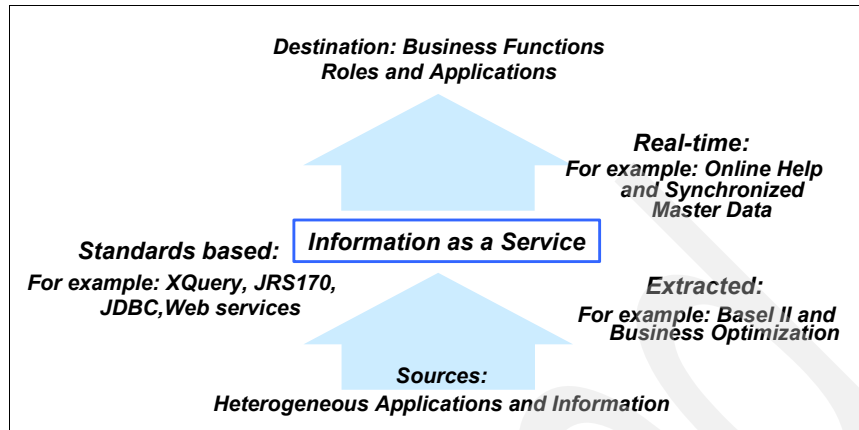 Destination: Business Functions
Roles and Applications
Real-time:
For example: Online Help
and Synchronized
Master Data
Information as a Service
Standards based:
For example: XQuery, JRS170,
JDBC,Web services
Extracted:
For example: Basel II and
Business Optimization
Sources:
Heterogeneous Applications and Information